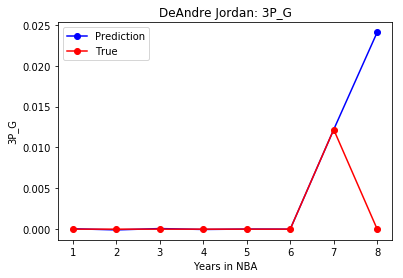 DeAndre Jordan: 3P_G
Prediction
True
3P_G
0.025
0.020
0.015
0.010
0.005
0.000
1 2 3 4 5 6 7 8
Years in NBA